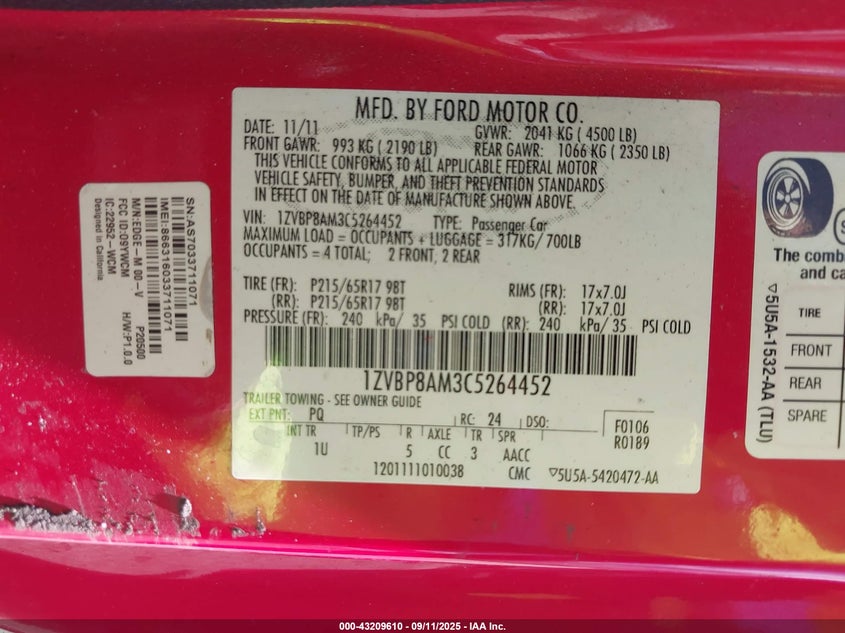 MFD. BY FORD MOTOR CO.
DATE: 11/11
GVWR: 2041 KG ( 4500 LB)
FRONT GAWR: 993 KG ( 2190 LB)
REAR GAWR: 1066 KG ( 2350 LB)
THIS VEHICLE CONFORMS TO ALL APPLICABLE FEDERAL MOTOR
VEHICLE SAFETY, BUMPER, AND THEFT PREVENTION STANDARDS
IN EFFECT ON THE DATE OF MANUFACTURE SHOWN ABOVE.
VIN: 1ZVBP8AM3C5264452 TYPE: Passenger Car
MAXIMUM LOAD = OCCUPANTS + LUGGAGE = 317KG/ 700LB
OCCUPANTS = 4 TOTAL; 2 FRONT, 2 REAR
TIRE (FR): P215/65R17 98T RIMS (FR): 17x7.0J
(RR): P215/65R17 98T (RR): 17x7.0J
PRESSURE (FR): 240 kPa/ 35 PSI COLD (RR): 240 kPa/ 35 PSI COLD
1ZVBP8AM3C5264452
TRAILER TOWING - SEE OWNER GUIDE
EXT PNT: PQ RC: 24 DSO:
F0106
R0189
INT TR TP/PS R AXLE TR SPR
1U 5 CC 3 AACC
1201111010038 CMC ▽5U5A-5420472-AA
SN:AS7033711071
IMEI:866318033711071
M/N:EDGE-M 00-V P20500
FCC ID:O9YWCM H/W:P1.0.0
IC:22952-WCM
Designed in California
The comb
and ca
TIRE
FRONT
REAR
SPARE
▽5U5A-1532-AA (TLU)
000-43209610 - 09/11/2025 - IAA Inc.